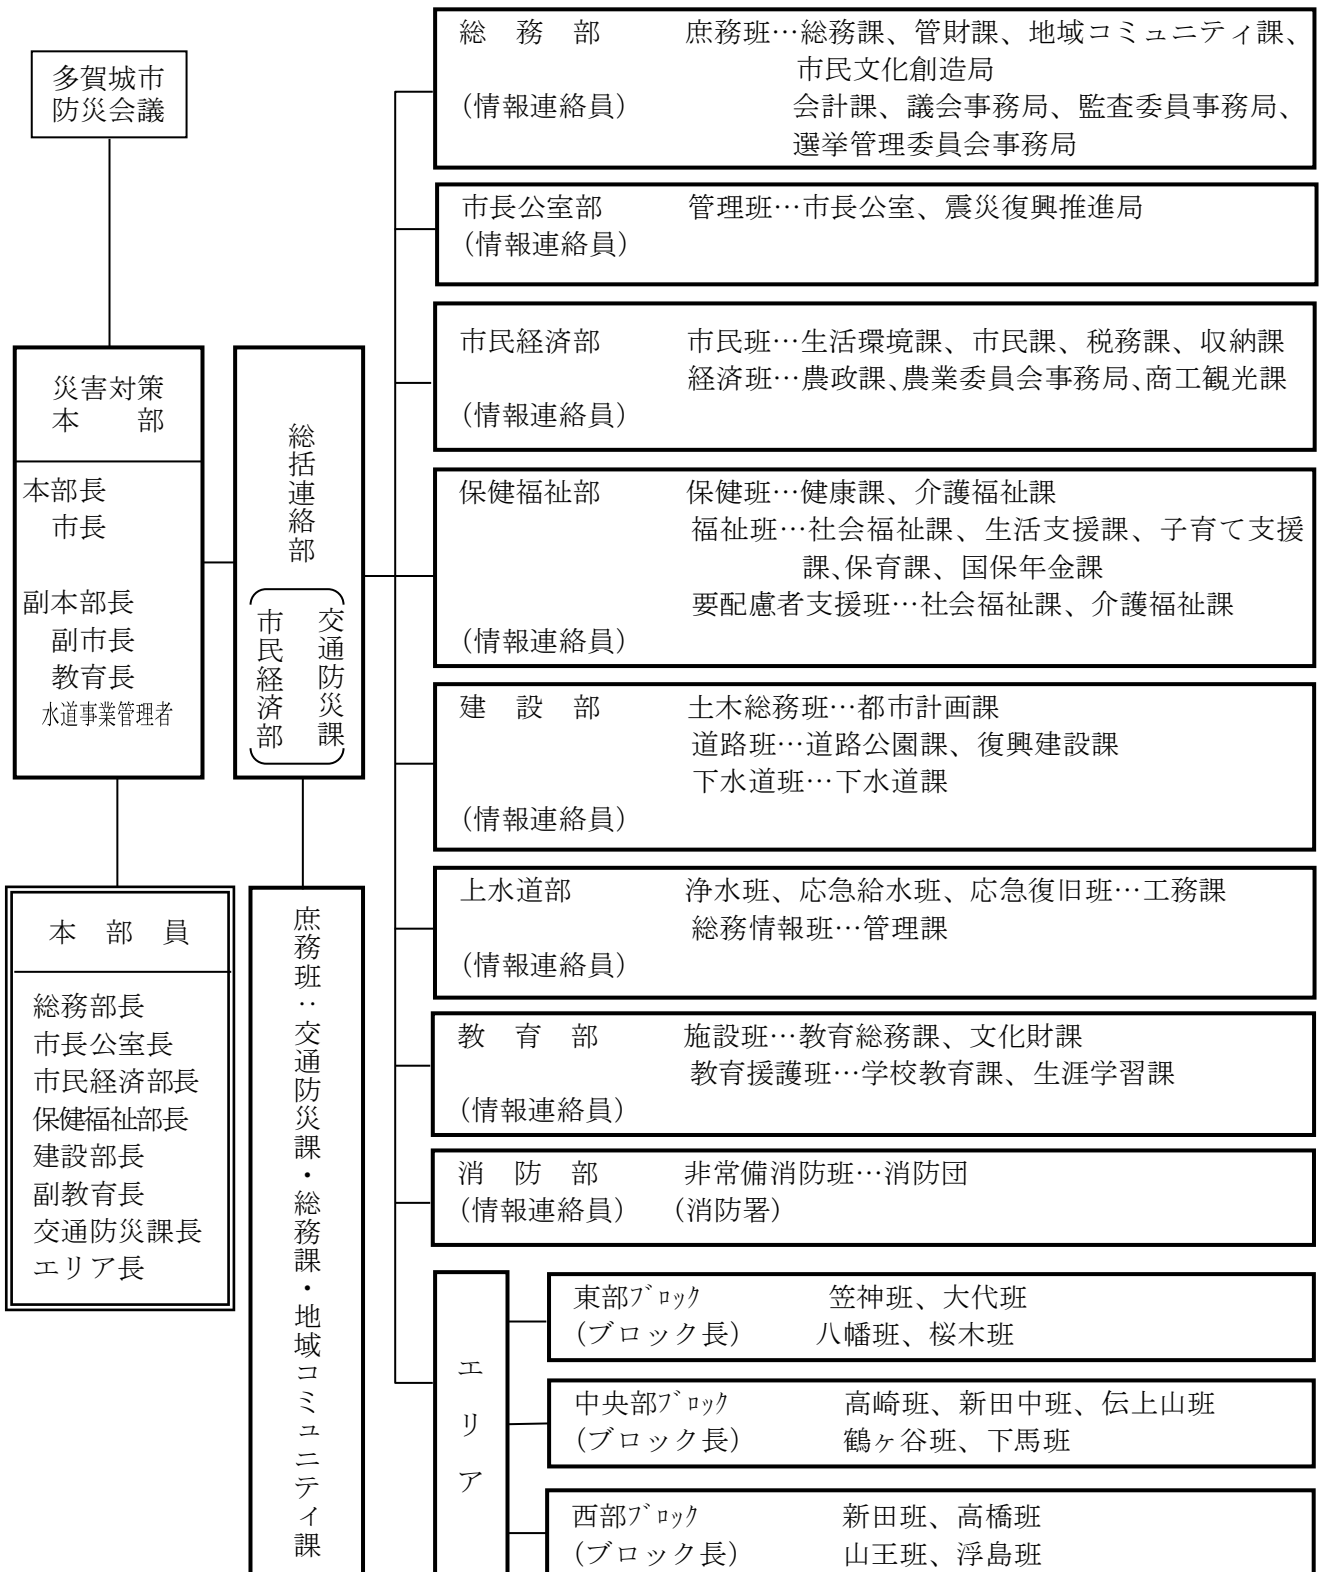 多賀城市
防災会議
災害対策
本　　部
本部長
市長
副本部長
副市長
教育長
水道事業管理者
本　部　員
総務部長
市長公室長
市民経済部長
保健福祉部長
建設部長
副教育長
交通防災課長
エリア長
総括連絡部
交通防災課
市民経済部
庶務班‥交通防災課・総務課・地域コミュニティ課
総　務　部　　庶務班…総務課、管財課、地域コミュニティ課、
市民文化創造局
(情報連絡員)　　会計課、議会事務局、監査委員事務局、
選挙管理委員会事務局
市長公室部　　管理班…市長公室、震災復興推進局
(情報連絡員)
市民経済部　　市民班…生活環境課、市民課、税務課、収納課
経済班…農政課、農業委員会事務局、商工観光課
(情報連絡員)
保健福祉部　　保健班…健康課、介護福祉課
福祉班…社会福祉課、生活支援課、子育て支援
課、保育課、国保年金課
要配慮者支援班…社会福祉課、介護福祉課
(情報連絡員)
建　設　部　　土木総務班…都市計画課
道路班…道路公園課、復興建設課
下水道班…下水道課
(情報連絡員)
上水道部　　浄水班、応急給水班、応急復旧班…工務課
総務情報班…管理課
(情報連絡員)
教　育　部　　施設班…教育総務課、文化財課
教育援護班…学校教育課、生涯学習課
(情報連絡員)
消　防　部　　非常備消防班…消防団
(情報連絡員)　(消防署)
エリア
東部ﾌﾞﾛｯｸ　　笠神班、大代班
(ブロック長)　　八幡班、桜木班
中央部ﾌﾞﾛｯｸ　　高崎班、新田中班、伝上山班
(ブロック長)　　鶴ヶ谷班、下馬班
西部ﾌﾞﾛｯｸ　　新田班、高橋班
(ブロック長)　　山王班、浮島班